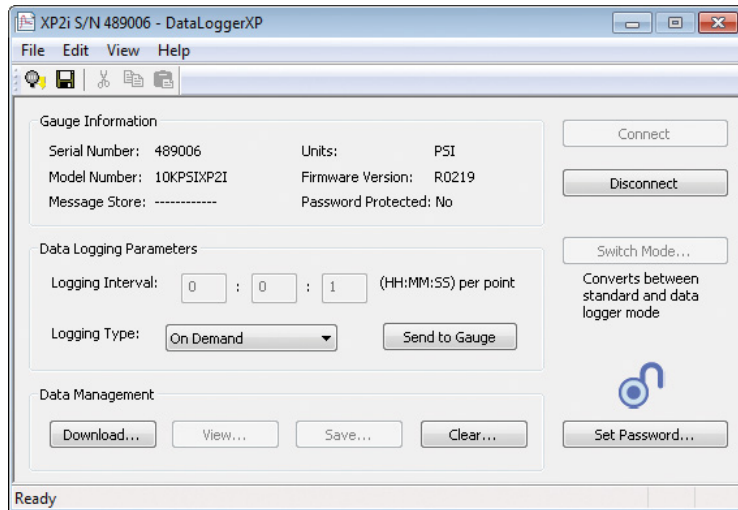 XP2i S/N 489006 - DataLoggerXP
File Edit View Help
Gauge Information
Serial Number: 489006 Units: PSI
Model Number: 10KPSIXP2I Firmware Version: R0219
Message Store: ------------ Password Protected: No
Connect
Disconnect
Data Logging Parameters
Logging Interval: 0 : 0 : 1 (HH:MM:SS) per point
Logging Type: On Demand Send to Gauge
Switch Mode...
Converts between
standard and data
logger mode
Data Management
Download... View... Save... Clear...
Set Password...
Ready